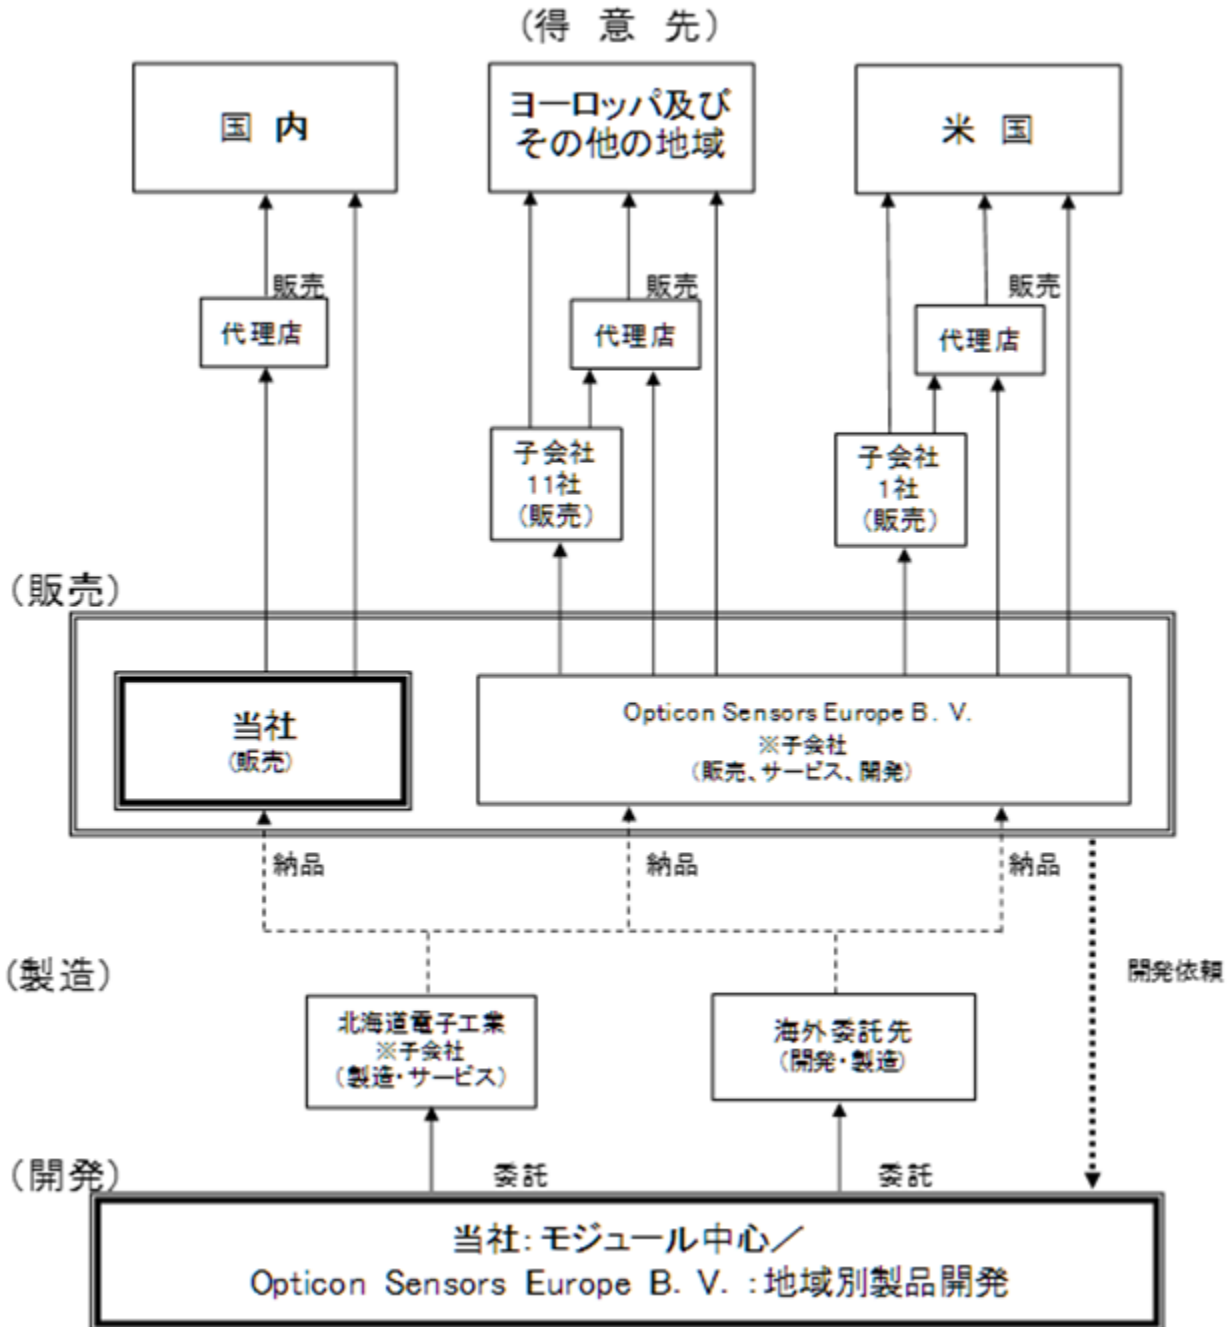 (得 意 先)
国 内
ヨーロッパ及び
その他の地域
米 国
販売
販売
販売
代理店
代理店
代理店
子会社
11社
(販売)
子会社
1社
(販売)
(販売)
当社
(販売)
Opticon Sensors Europe B. V.
※子会社
(販売、サービス、開発)
納品
納品
納品
(製造)
開発依頼
北海道電子工業
※子会社
(製造・サービス)
海外委託先
(開発・製造)
(開発)
委託
委託
当社:モジュール中心/
Opticon Sensors Europe B. V. :地域別製品開発